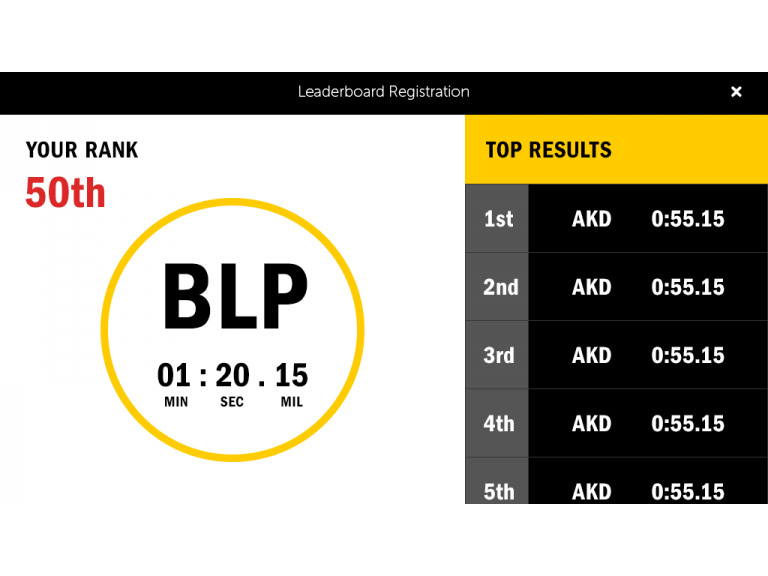 Leaderboard Registration ×
YOUR RANK
50th
BLP
01 : 20 . 15
MIN SEC MIL
TOP RESULTS
1st AKD 0:55.15
2nd AKD 0:55.15
3rd AKD 0:55.15
4th AKD 0:55.15
5th AKD 0:55.15